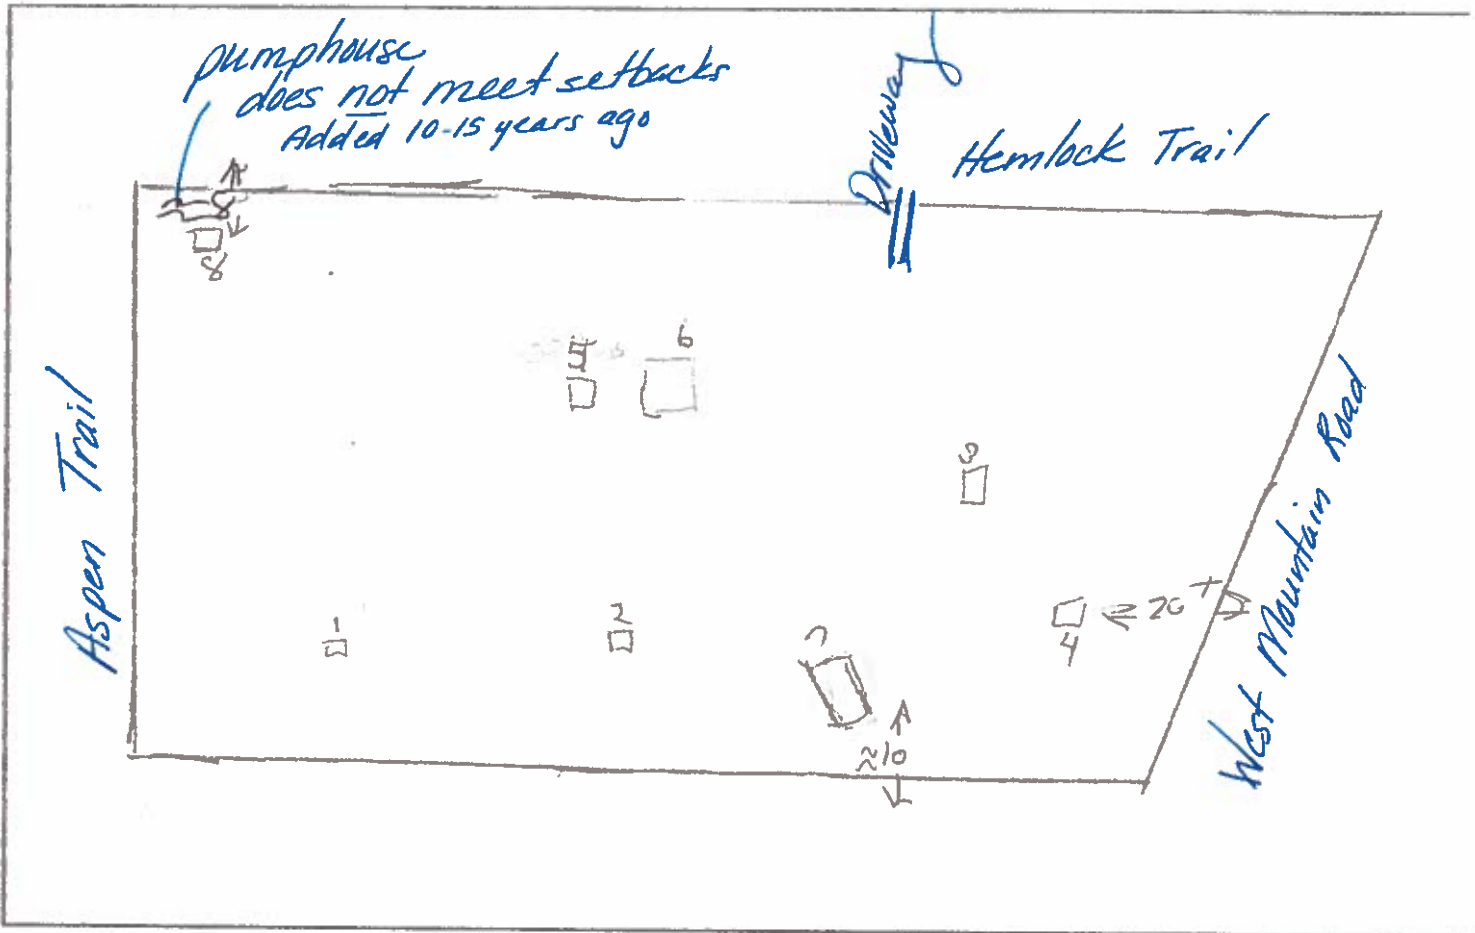 pumphouse
does not meet setbacks
Added 10-15 years ago
Driveway
Hemlock Trail
8
5
6
3
Aspen Trail
West Mountain Road
1
2
7
20
4
≈10